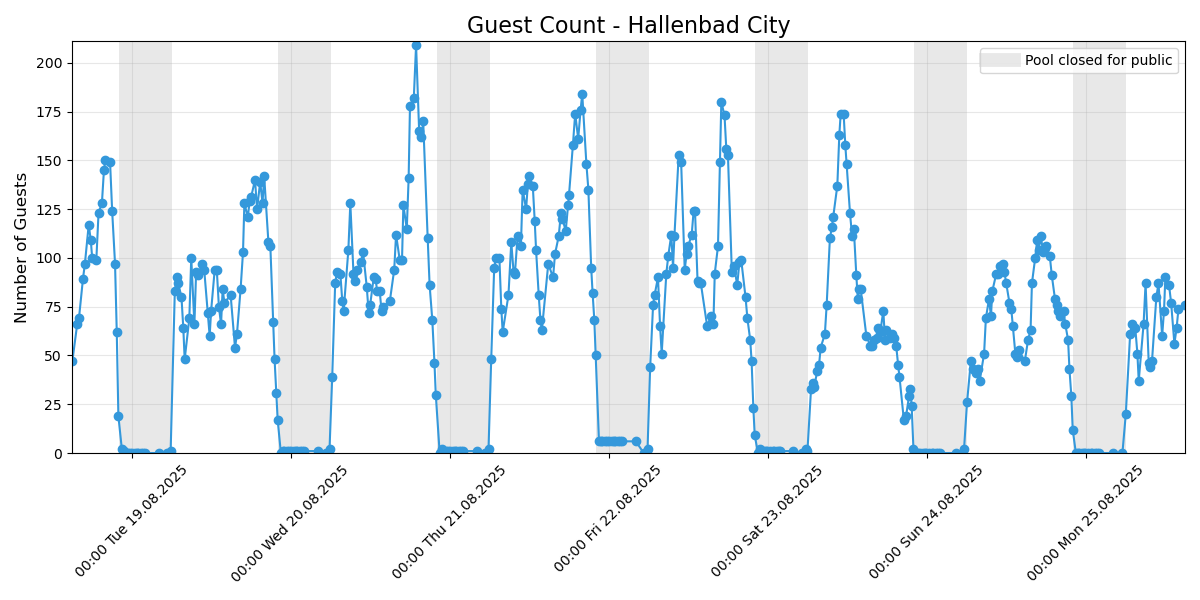 Guest Count - Hallenbad City
Pool closed for public
Number of Guests
200
175
150
125
100
75
50
25
0
00:00 Tue 19.08.2025
00:00 Wed 20.08.2025
00:00 Thu 21.08.2025
00:00 Fri 22.08.2025
00:00 Sat 23.08.2025
00:00 Sun 24.08.2025
00:00 Mon 25.08.2025